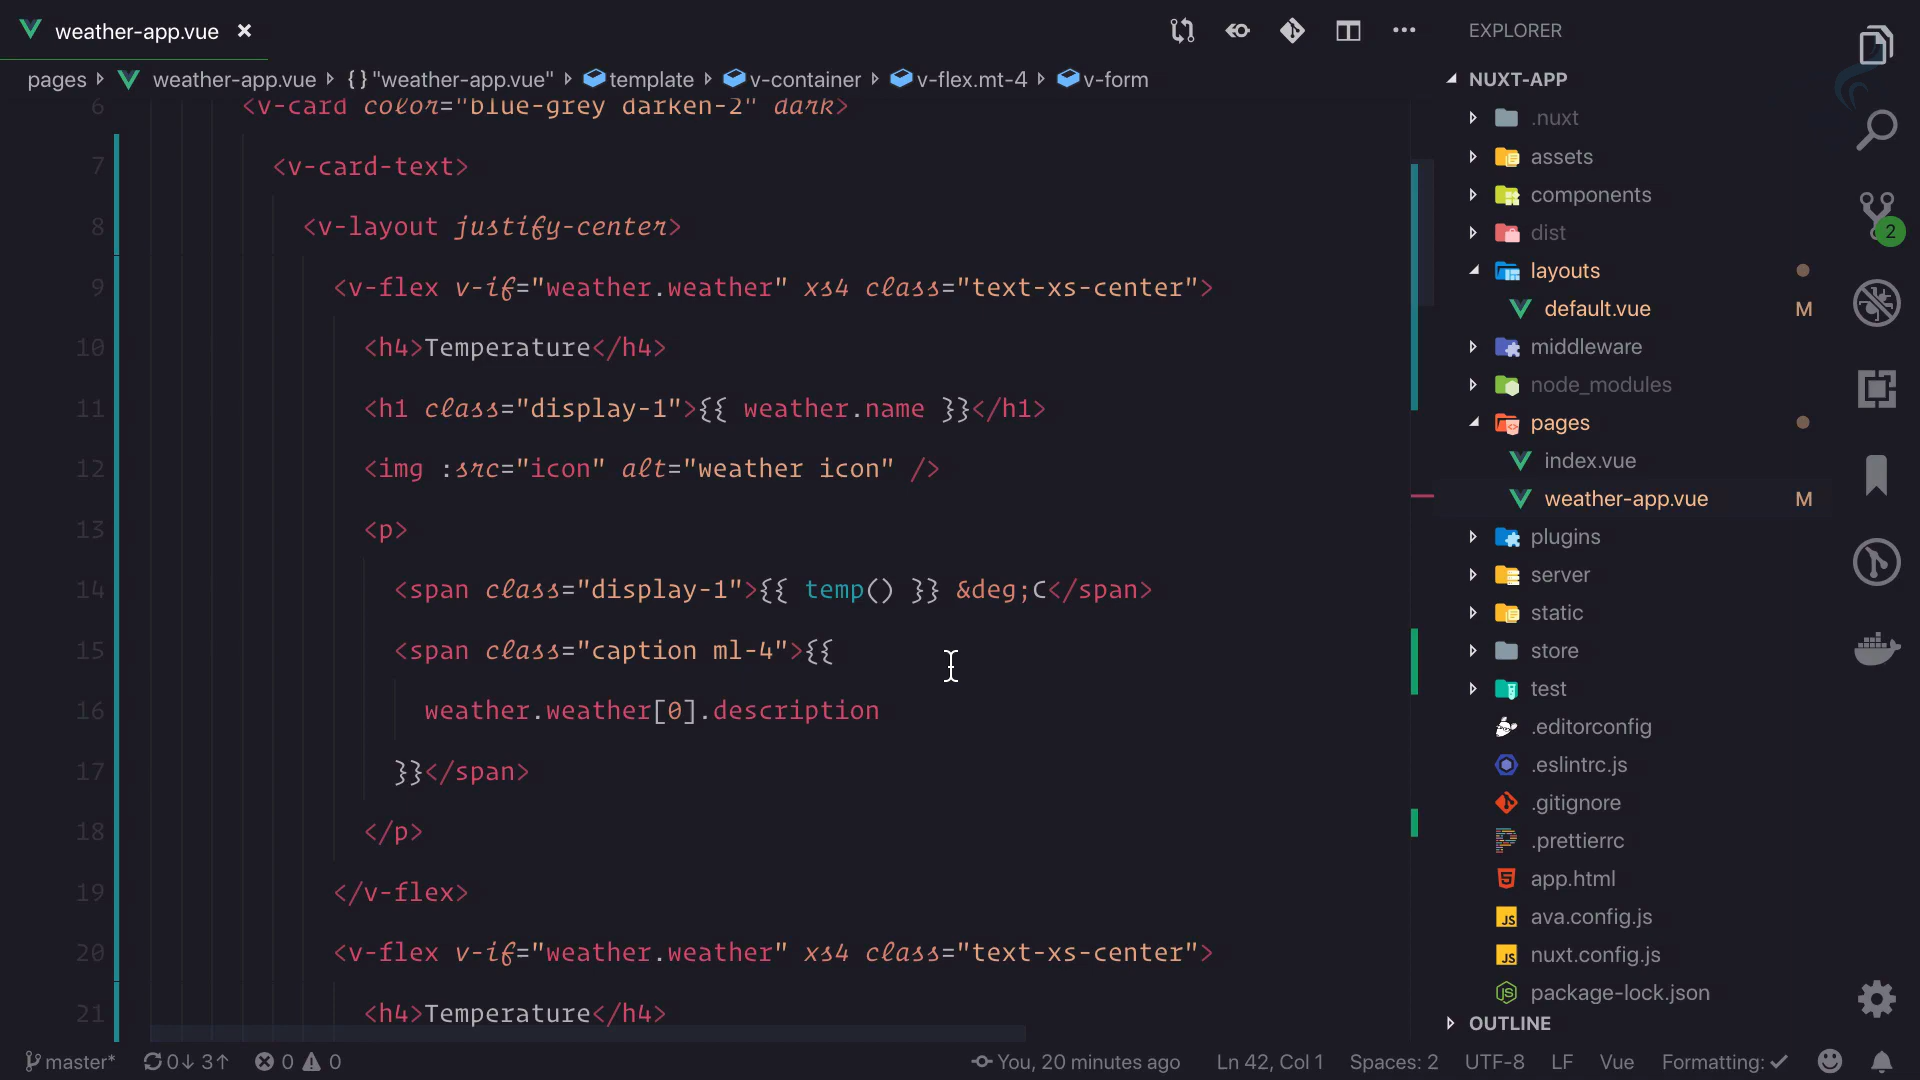 weather-app.vue ×
pages weather-app.vue {} "weather-app.vue" template v-container v-flex.mt-4 v-form
6 <v-card color="blue-grey darken-2" dark>
7 <v-card-text>
8 <v-layout justify-center>
9 <v-flex v-if="weather.weather" xs4 class="text-xs-center">
10 <h4>Temperature</h4>
11 <h1 class="display-1">{{ weather.name }}</h1>
12 <img :src="icon" alt="weather icon" />
13 <p>
14 <span class="display-1">{{ temp() }} &deg;C</span>
15 <span class="caption ml-4">{{
16 weather.weather[0].description
17 }}</span>
18 </p>
19 </v-flex>
20 <v-flex v-if="weather.weather" xs4 class="text-xs-center">
21 <h4>Temperature</h4>
EXPLORER
NUXT-APP
.nuxt
assets
components
dist
layouts
default.vue M
middleware
node_modules
pages
index.vue
weather-app.vue M
plugins
server
static
store
test
.editorconfig
.eslintrc.js
.gitignore
.prettierrc
app.html
JS ava.config.js
JS nuxt.config.js
package-lock.json
OUTLINE
2
master* 0↓ 3↑ 0 0 You, 20 minutes ago Ln 42, Col 1 Spaces: 2 UTF-8 LF Vue Formatting: ✓